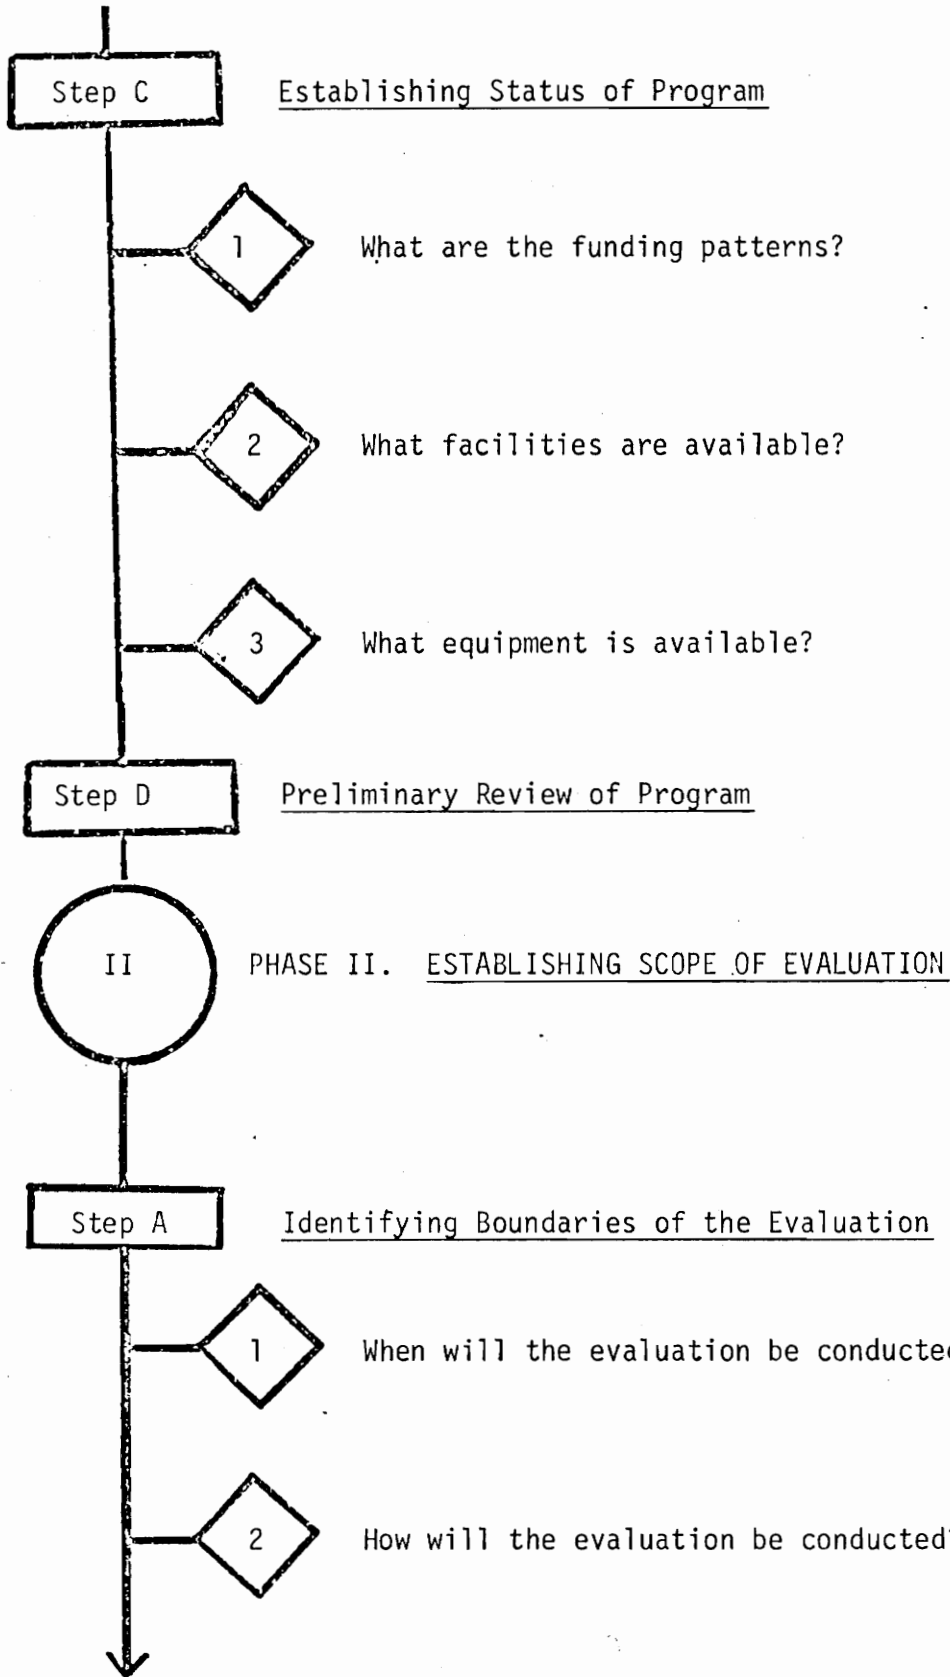 Step C Establishing Status of Program
1 What are the funding patterns?
2 What facilities are available?
3 What equipment is available?
Step D Preliminary Review of Program
II PHASE II. ESTABLISHING SCOPE OF EVALUATION
Step A Identifying Boundaries of the Evaluation
1 When will the evaluation be
2 How will the evaluation be conducted